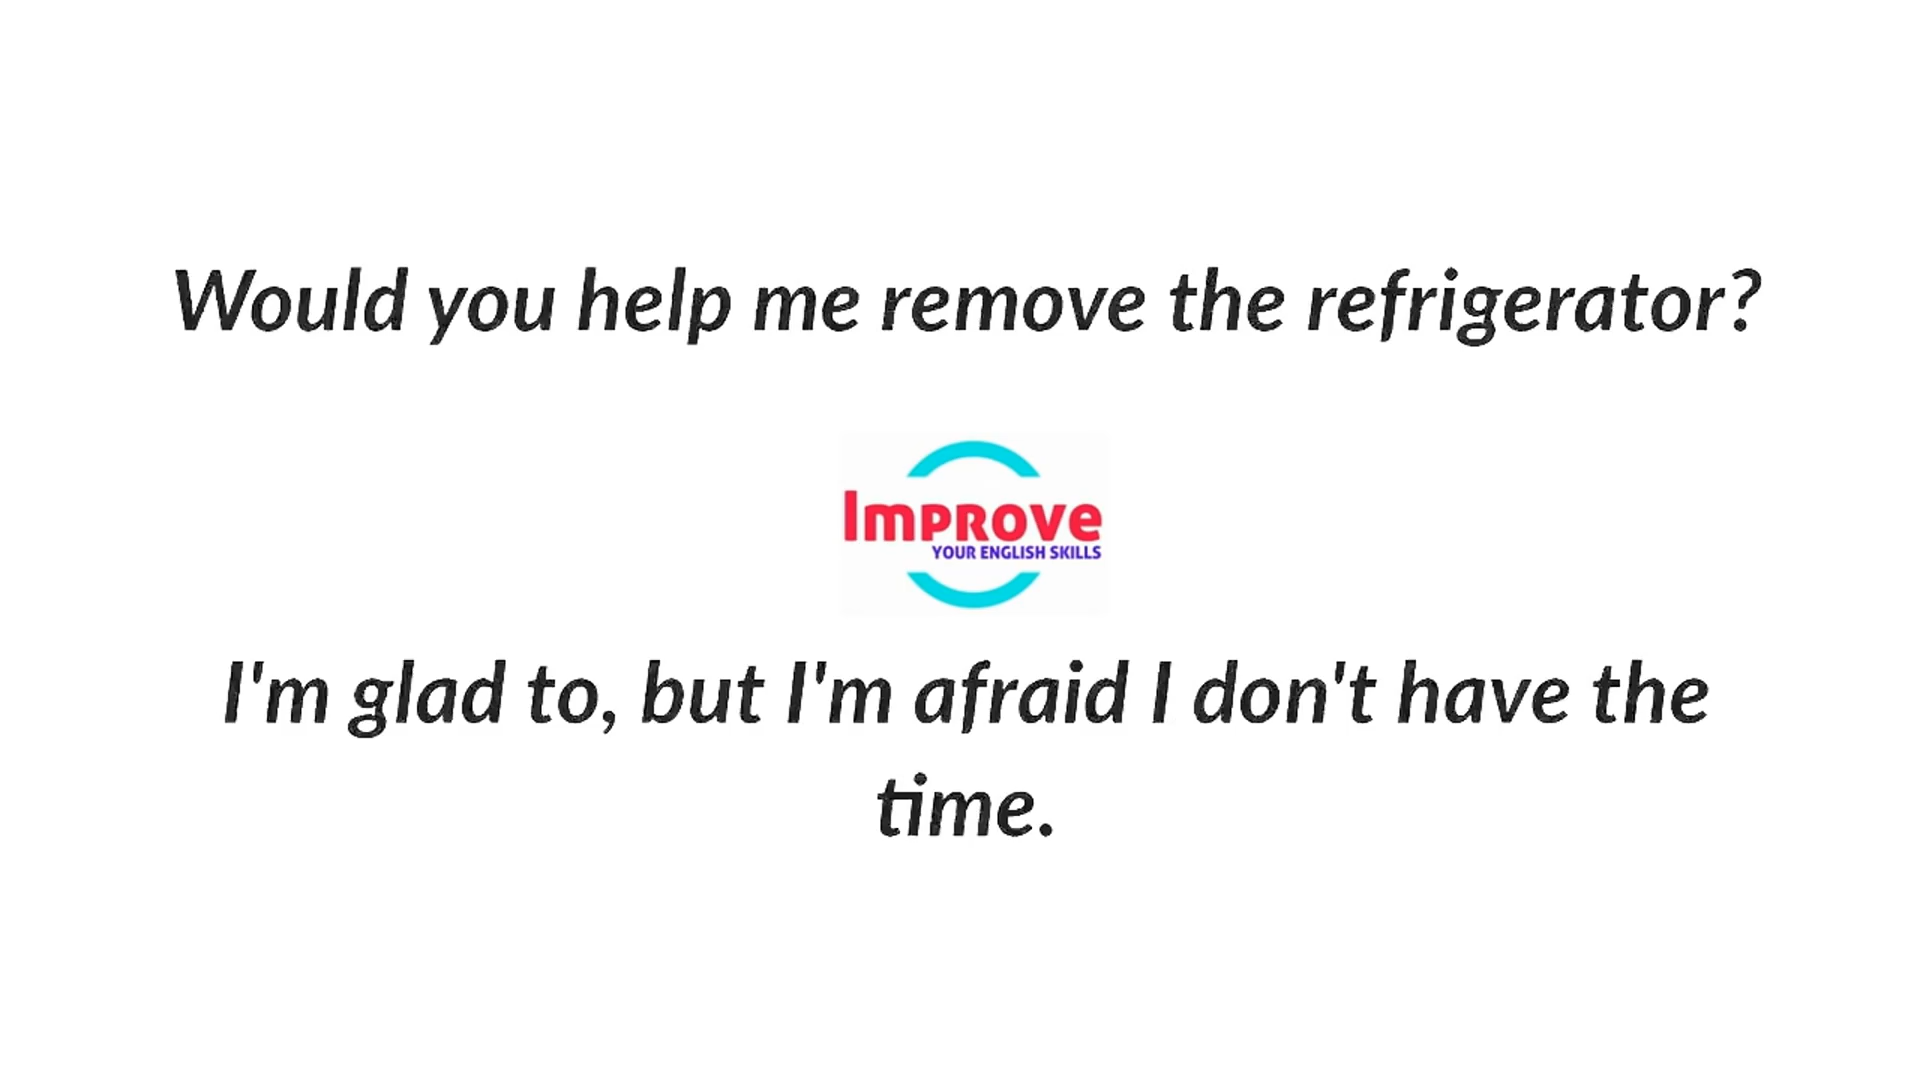 Would you help me remove the refrigerator?
Improve
YOUR ENGLISH SKILLS
I'm glad to, but I'm afraid I don't have the
time.